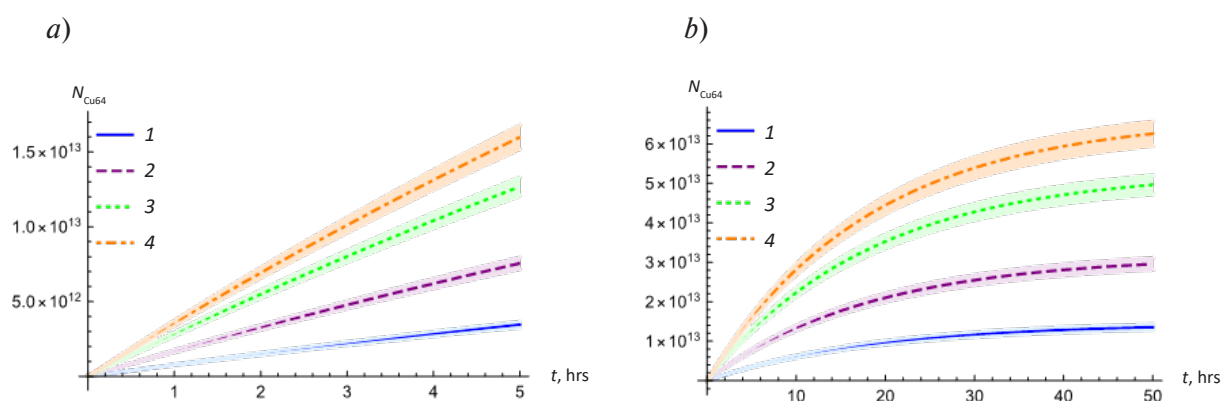 a)
N_Cu64
1
2
3
4
1.5 × 10^13
1.0 × 10^13
5.0 × 10^12
1 2 3 4 5
t, hrs
b)
N_Cu64
1
2
3
4
6 × 10^13
5 × 10^13
4 × 10^13
3 × 10^13
2 × 10^13
1 × 10^13
10 20 30 40 50
t, hrs